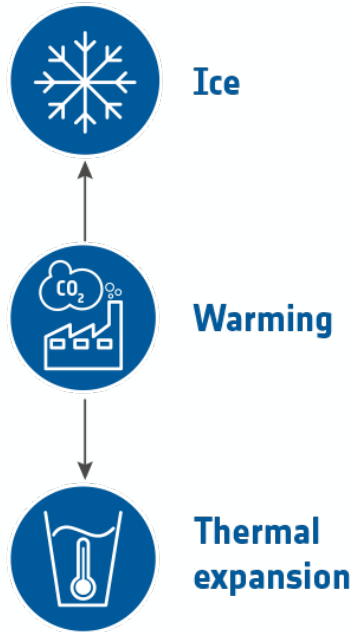 Ice
CO₂
Warming
Thermal
expansion